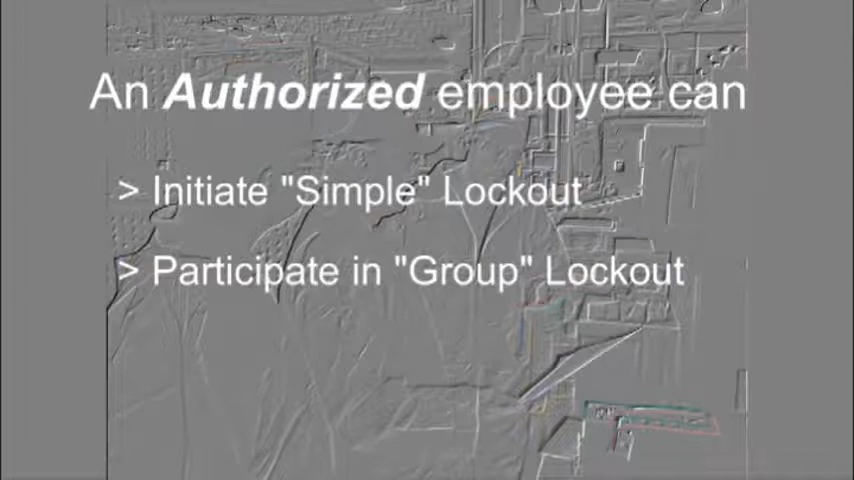 An Authorized employee can
> Initiate "Simple" Lockout
> Participate in "Group" Lockout